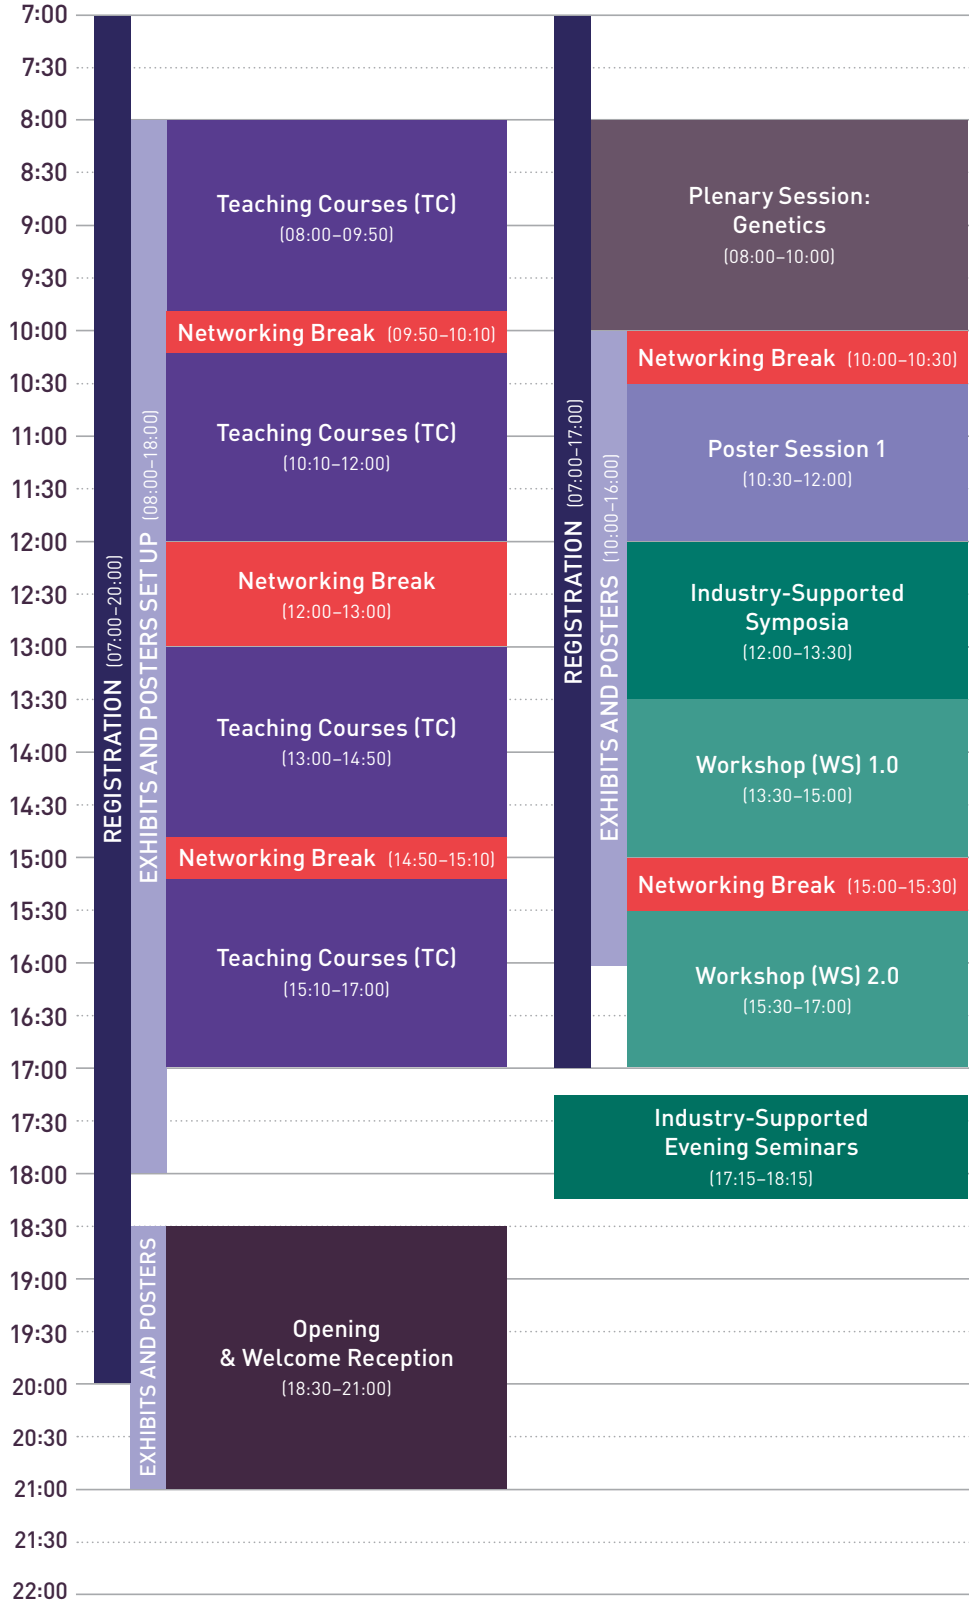 7:00
7:30
8:00
8:30
9:00
9:30
10:00
10:30
11:00
11:30
12:00
12:30
13:00
13:30
14:00
14:30
15:00
15:30
16:00
16:30
17:00
17:30
18:00
18:30
19:00
19:30
20:00
20:30
21:00
21:30
22:00
REGISTRATION (07:00–20:00)
EXHIBITS AND POSTERS SET UP (08:00–18:00)
Teaching Courses (TC)
(08:00–09:50)
Networking Break (09:50–10:10)
Teaching Courses (TC)
(10:10–12:00)
Networking Break
(12:00–13:00)
Teaching Courses (TC)
(13:00–14:50)
Networking Break (14:50–15:10)
Teaching Courses (TC)
(15:10–17:00)
EXHIBITS AND POSTERS
Opening
& Welcome Reception
(18:30–21:00)
REGISTRATION (07:00–17:00)
Plenary Session:
Genetics
(08:00–10:00)
EXHIBITS AND POSTERS (10:00–16:00)
Networking Break (10:00–10:30)
Poster Session 1
(10:30–12:00)
Industry-Supported
Symposia
(12:00–13:30)
Workshop (WS) 1.0
(13:30–15:00)
Networking Break (15:00–15:30)
Workshop (WS) 2.0
(15:30–17:00)
Industry-Supported
Evening Seminars
(17:15–18:15)